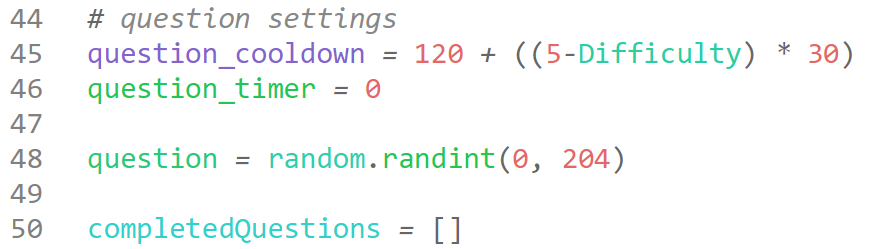 44 # question settings
45 question_cooldown = 120 + ((5-Difficulty) * 30)
46 question_timer = 0
47
48 question = random.randint(0, 204)
49
50 completedQuestions = []